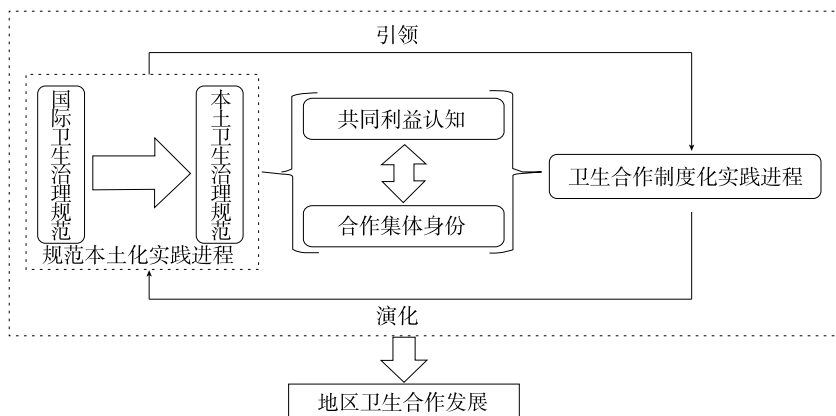 引领
国际卫生治理规范
本土卫生治理规范
规范本土化实践进程
共同利益认知
合作集体身份
卫生合作制度化实践进程
演化
地区卫生合作发展